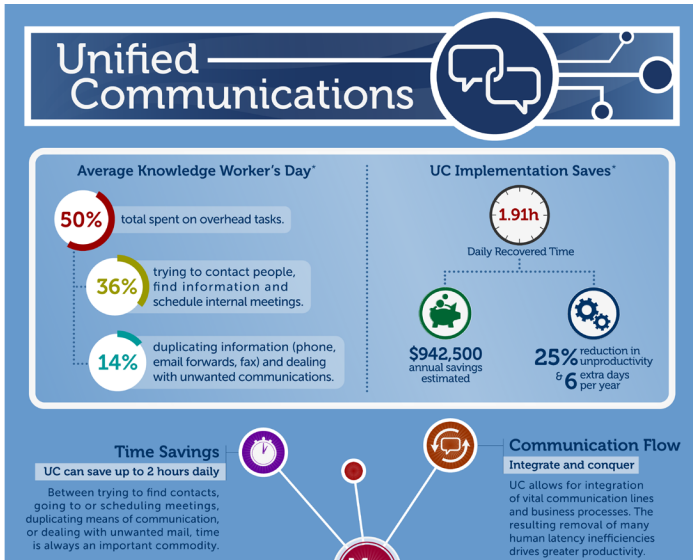 Unified
Communications
Average Knowledge Worker's Day*
50%
total spent on overhead tasks.
36%
trying to contact people,
find information and
schedule internal meetings.
14%
duplicating information (phone,
email forwards, fax) and dealing
with unwanted communications.
UC Implementation Saves*
1.91h
Daily Recovered Time
$942,500
annual savings
estimated
25% reduction in
unproductivity
& 6 extra days
per year
Time Savings
UC can save up to 2 hours daily
Between trying to find contacts,
going to or scheduling meetings,
duplicating means of communication,
or dealing with unwanted mail, time
is always an important commodity.
Communication Flow
Integrate and conquer
UC allows for integration
of vital communication lines
and business processes. The
resulting removal of many
human latency inefficiencies
drives greater productivity.